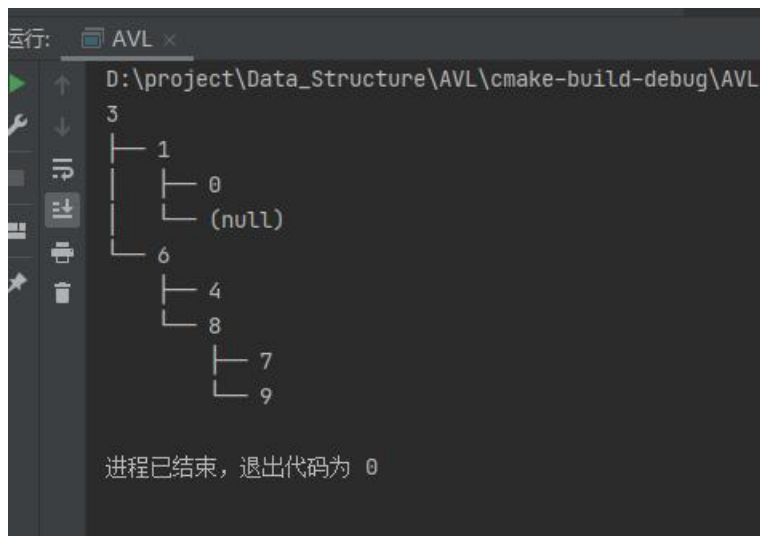 运行: AVL ×
D:\project\Data_Structure\AVL\cmake-build-debug\AVL
3
├── 1
│   ├── 0
│   └── (null)
└── 6
    ├── 4
    └── 8
        ├── 7
        └── 9
进程已结束，退出代码为 0